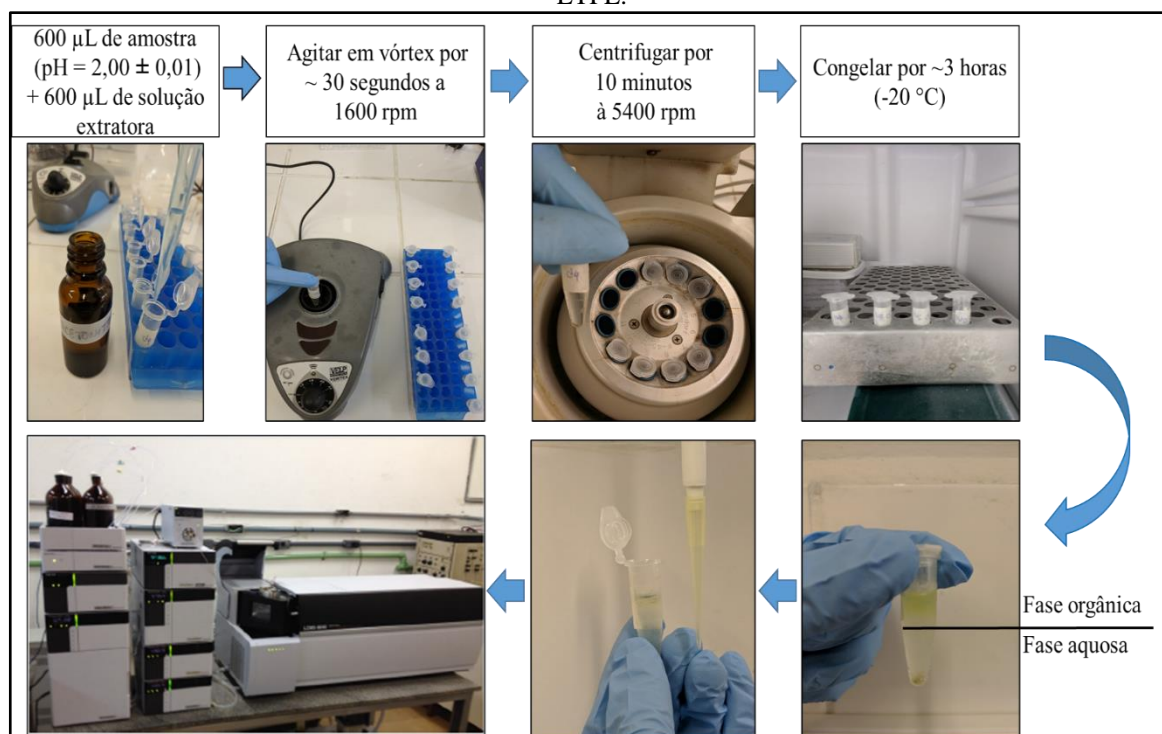 600 µL de amostra
(pH = 2,00 ± 0,01)
+ 600 µL de solução
extratora
Agitar em vórtex por
~ 30 segundos a
1600 rpm
Centrifugar por
10 minutos
à 5400 rpm
Congelar por ~3 horas
(-20 °C)
Fase orgânica
Fase aquosa